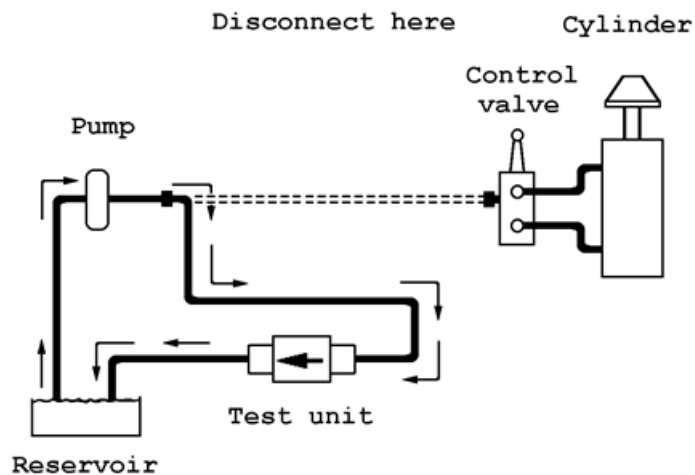 Disconnect here
Cylinder
Control
valve
Pump
Test unit
Reservoir